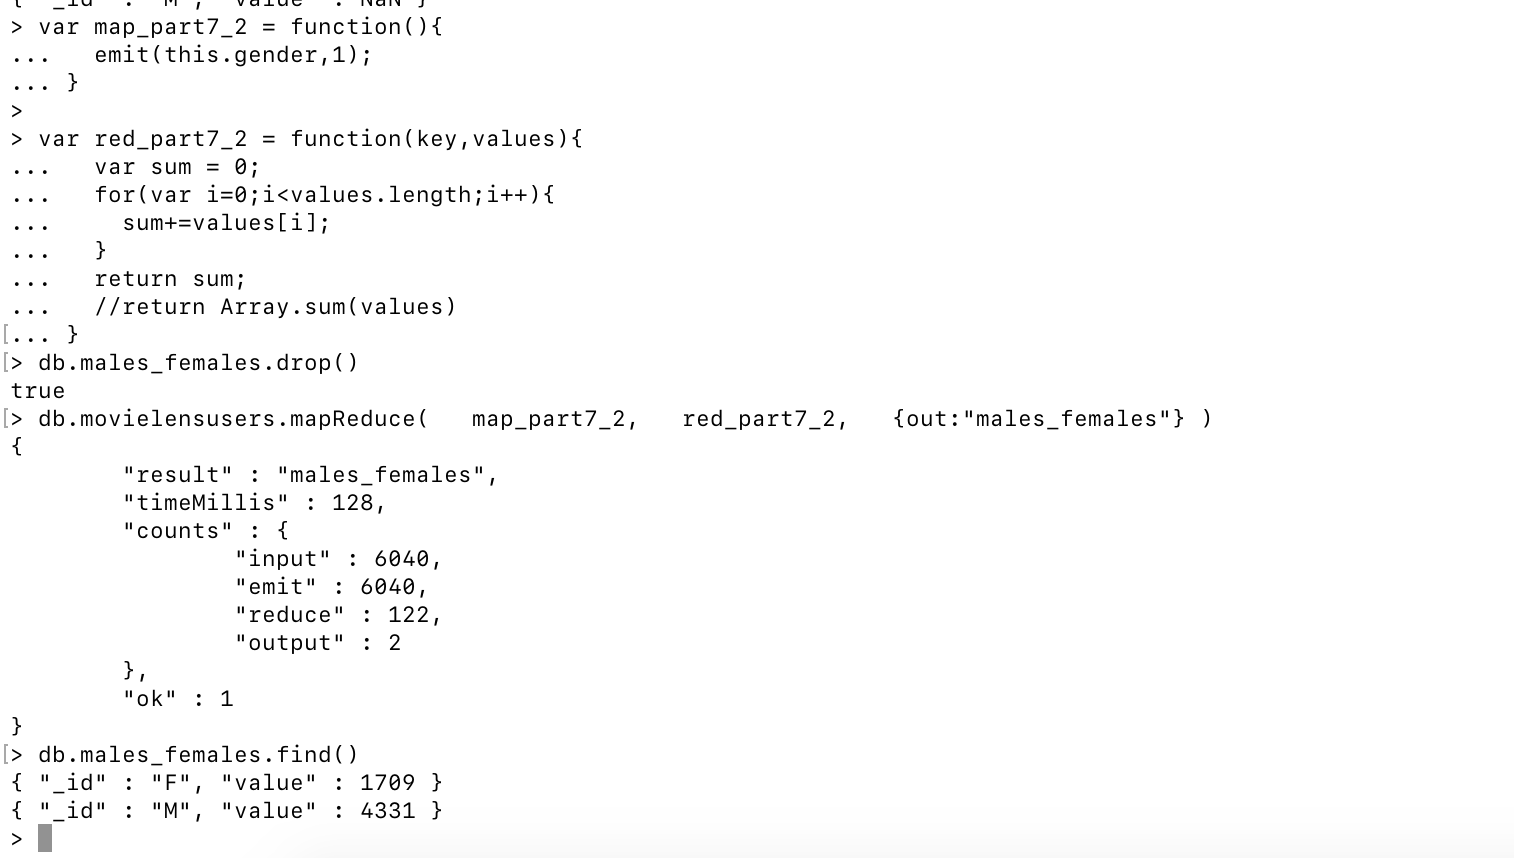 { "_id" : "M", "value" : NaN }
> var map_part7_2 = function(){
...   emit(this.gender,1);
... }
>
> var red_part7_2 = function(key,values){
...   var sum = 0;
...   for(var i=0;i<values.length;i++){
...     sum+=values[i];
...   }
...   return sum;
...   //return Array.sum(values)
[... }
[> db.males_females.drop()
true
[> db.movielensusers.mapReduce(   map_part7_2,   red_part7_2,   {out:"males_females"} )
{
        "result" : "males_females",
        "timeMillis" : 128,
        "counts" : {
                "input" : 6040,
                "emit" : 6040,
                "reduce" : 122,
                "output" : 2
        },
        "ok" : 1
}
[> db.males_females.find()
{ "_id" : "F", "value" : 1709 }
{ "_id" : "M", "value" : 4331 }
>